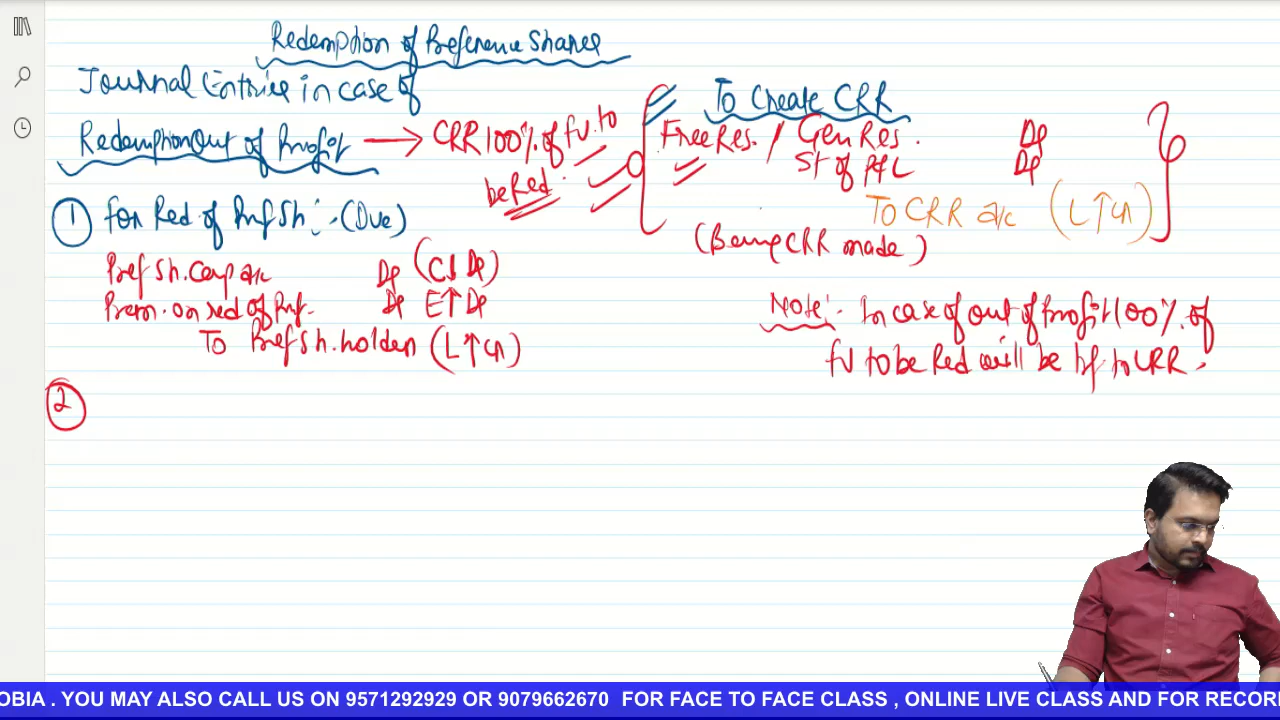 Redemption of Preference Shares
Journal Entries in case of
Redemption Out of Profit → CRR 100% of fv. to
be Red.
① for Red of Pref Sh :- (Due)
Pref Sh. Cap a/c Dr (C↓ Dr)
Prem. on red of Pref. Dr E↑ Dr
To Pref Sh. holders (L↑ Cr)
②
To Create CRR
Free Res. / Gen Res. Dr
St of P/L Dr
To CRR a/c (L↑ Cr)
(Being CRR made)
Note:- In case of out of Profit 100% of
fv to be Red will be trf to CRR.
OBIA . YOU MAY ALSO CALL US ON 9571292929 OR 9079662670 FOR FACE TO FACE CLASS , ONLINE LIVE CLASS AND FOR RECOR